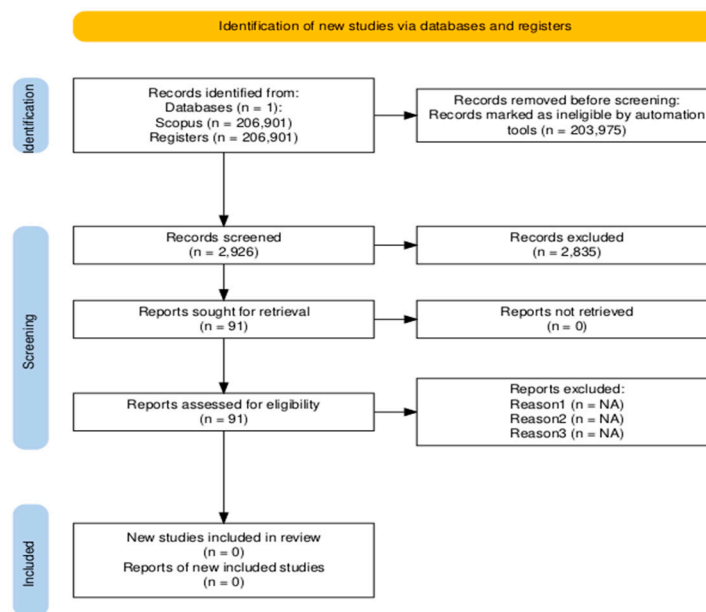 Identification of new studies via databases and registers
Identification
Records identified from:
Databases (n = 1):
Scopus (n = 206,901)
Registers (n = 206,901)
Records removed before screening:
Records marked as ineligible by automation
tools (n = 203,975)
Screening
Records screened
(n = 2,926)
Records excluded
(n = 2,835)
Reports sought for retrieval
(n = 91)
Reports not retrieved
(n = 0)
Reports assessed for eligibility
(n = 91)
Reports excluded:
Reason1 (n = NA)
Reason2 (n = NA)
Reason3 (n = NA)
Included
New studies included in review
(n = 0)
Reports of new included studies
(n = 0)